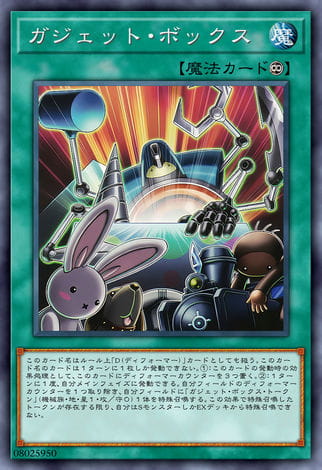 ガジェット・ボックス
魔
【魔法カード】
このカード名はルール上「D(ディフォーマー)」カードとしても扱う。このカー
ド名のカードは1ターンに1枚しか発動できない。①:このカードの発動時の効
果処理として、このカードにディフォーマーカウンターを3つ置く。②:1ター
ンに1度、自分メインフェイズに発動できる。自分フィールドのディフォーマー
カウンターを1つ取り除き、自分フィールドに「ガジェット・ボックス・トークン」
(機械族・地・星1・攻/守0)1体を特殊召喚する。この効果で特殊召喚した
トークンが存在する限り、自分はSモンスターしかEXデッキから特殊召喚でき
ない。
08025950